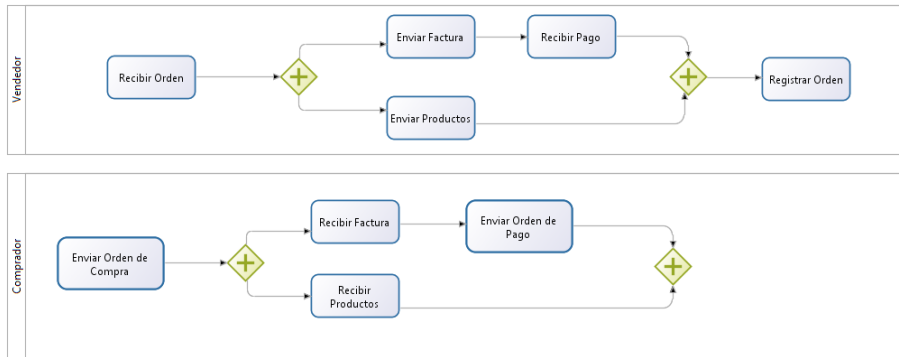 Vendedor
Enviar Factura
Recibir Pago
Recibir Orden
Registrar Orden
Enviar Productos
Comprador
Recibir Factura
Enviar Orden de
Pago
Enviar Orden de
Compra
Recibir
Productos